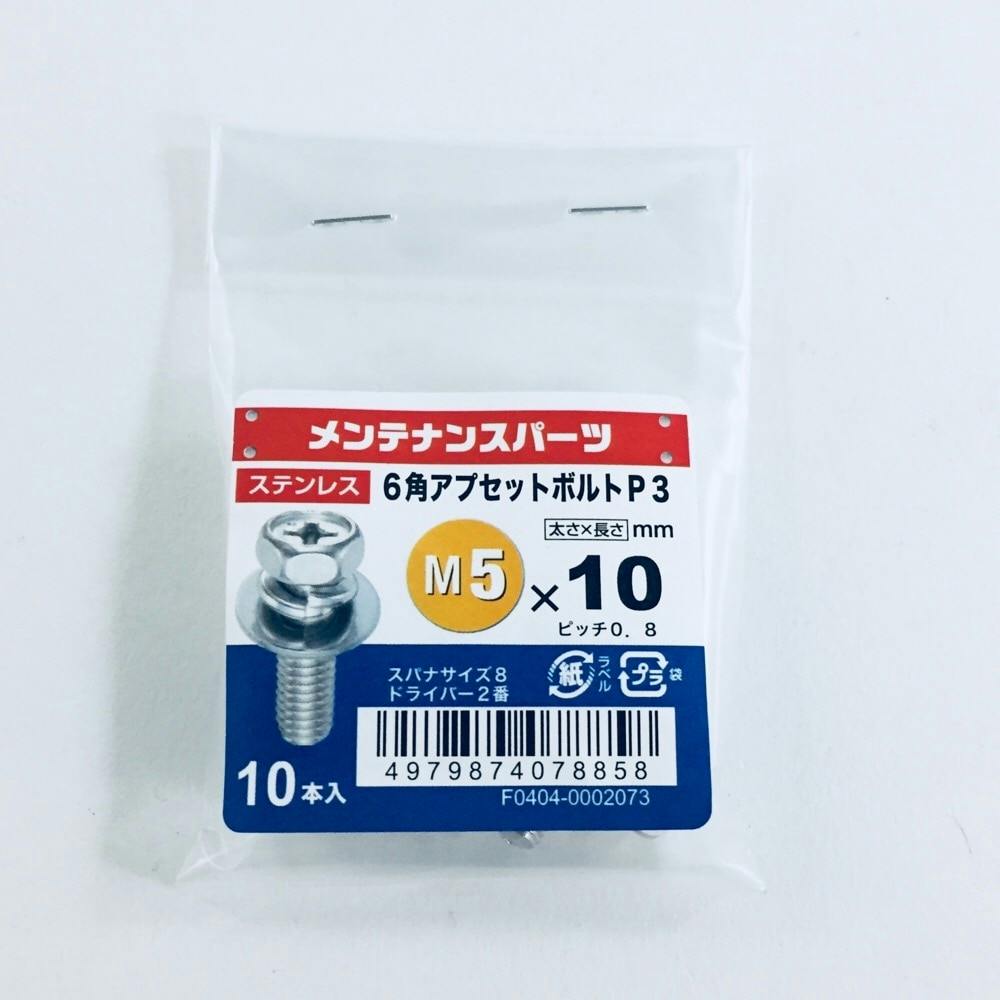 メンテナンスパーツ
ステンレス 6角アプセットボルトP3
太さ×長さ mm
M5 × 10
ピッチ0.8
スパナサイズ8
ドライバー2番
紙 ラベル プラ 袋
4979874078858
10本入
F0404-0002073